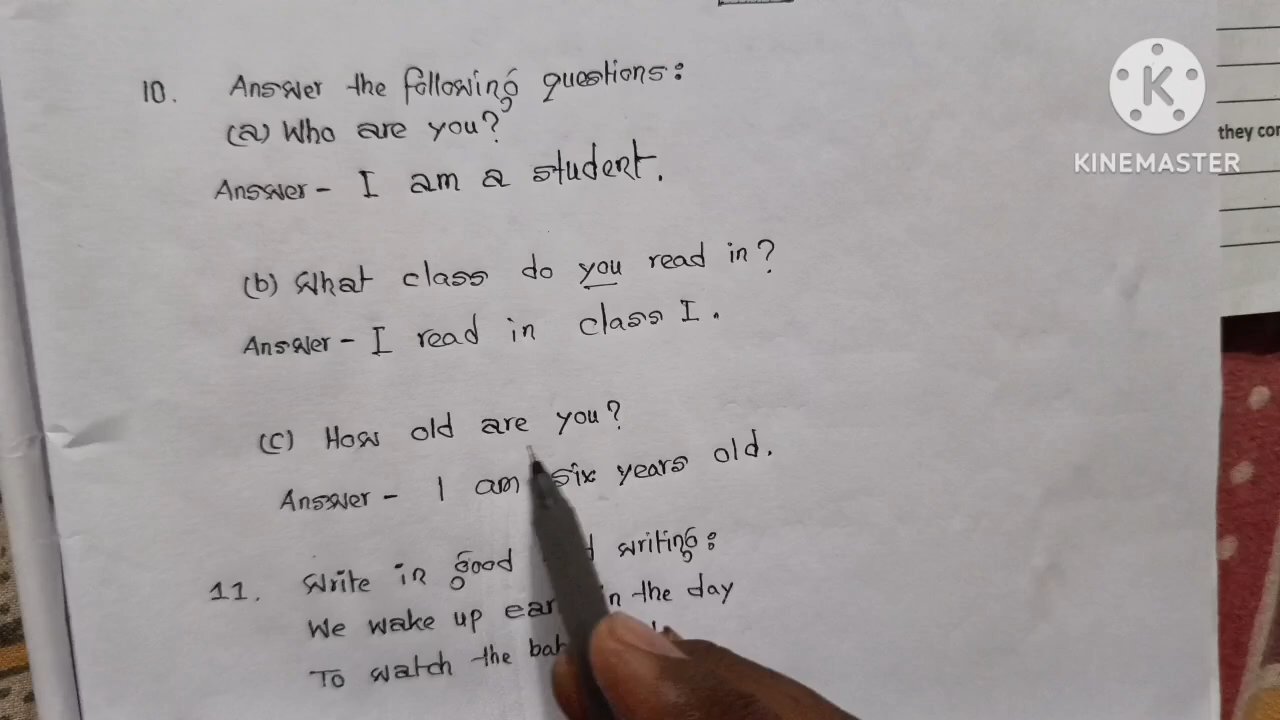 10. Answer the following questions:
(a) Who are you?
Answer - I am a student.
(b) What class do you read in?
Answer - I read in class I.
(c) How old are you?
Answer - I am six years old.
11. Write in good writing:
We wake up in the day
To watch the
K
KINEMASTER
they